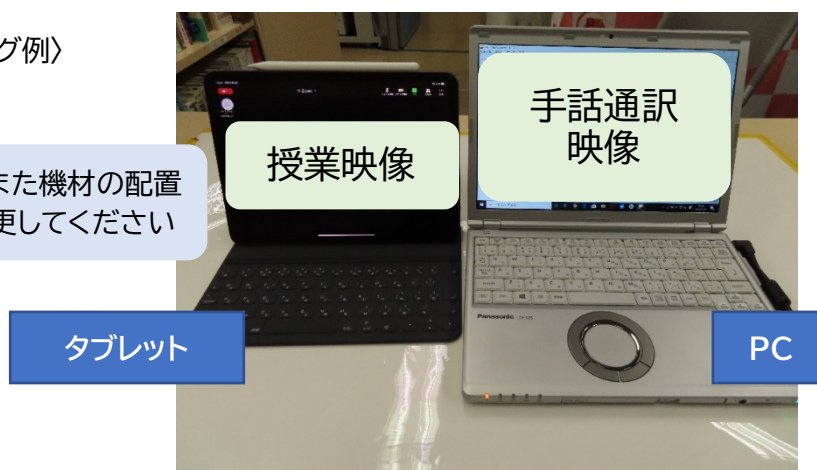 グ例〉
手話通訳
映像
授業映像
また機材の配置
更してください
タブレット
PC
Panasonic